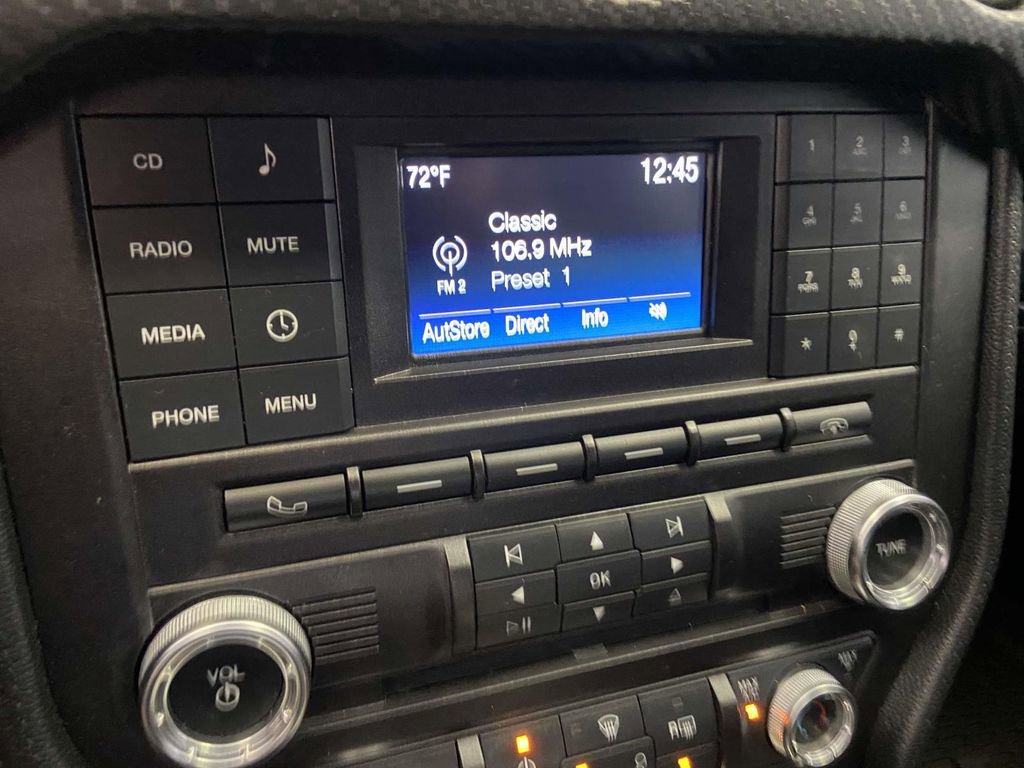 CD
RADIO
MUTE
MEDIA
PHONE
MENU
72°F
12:45
Classic
106.9 MHz
Preset 1
FM 2
AutStore Direct Info
1 2 3
4 5 6
7 8 9
* 0 #
OK
TUNE
VOL
MAX
R